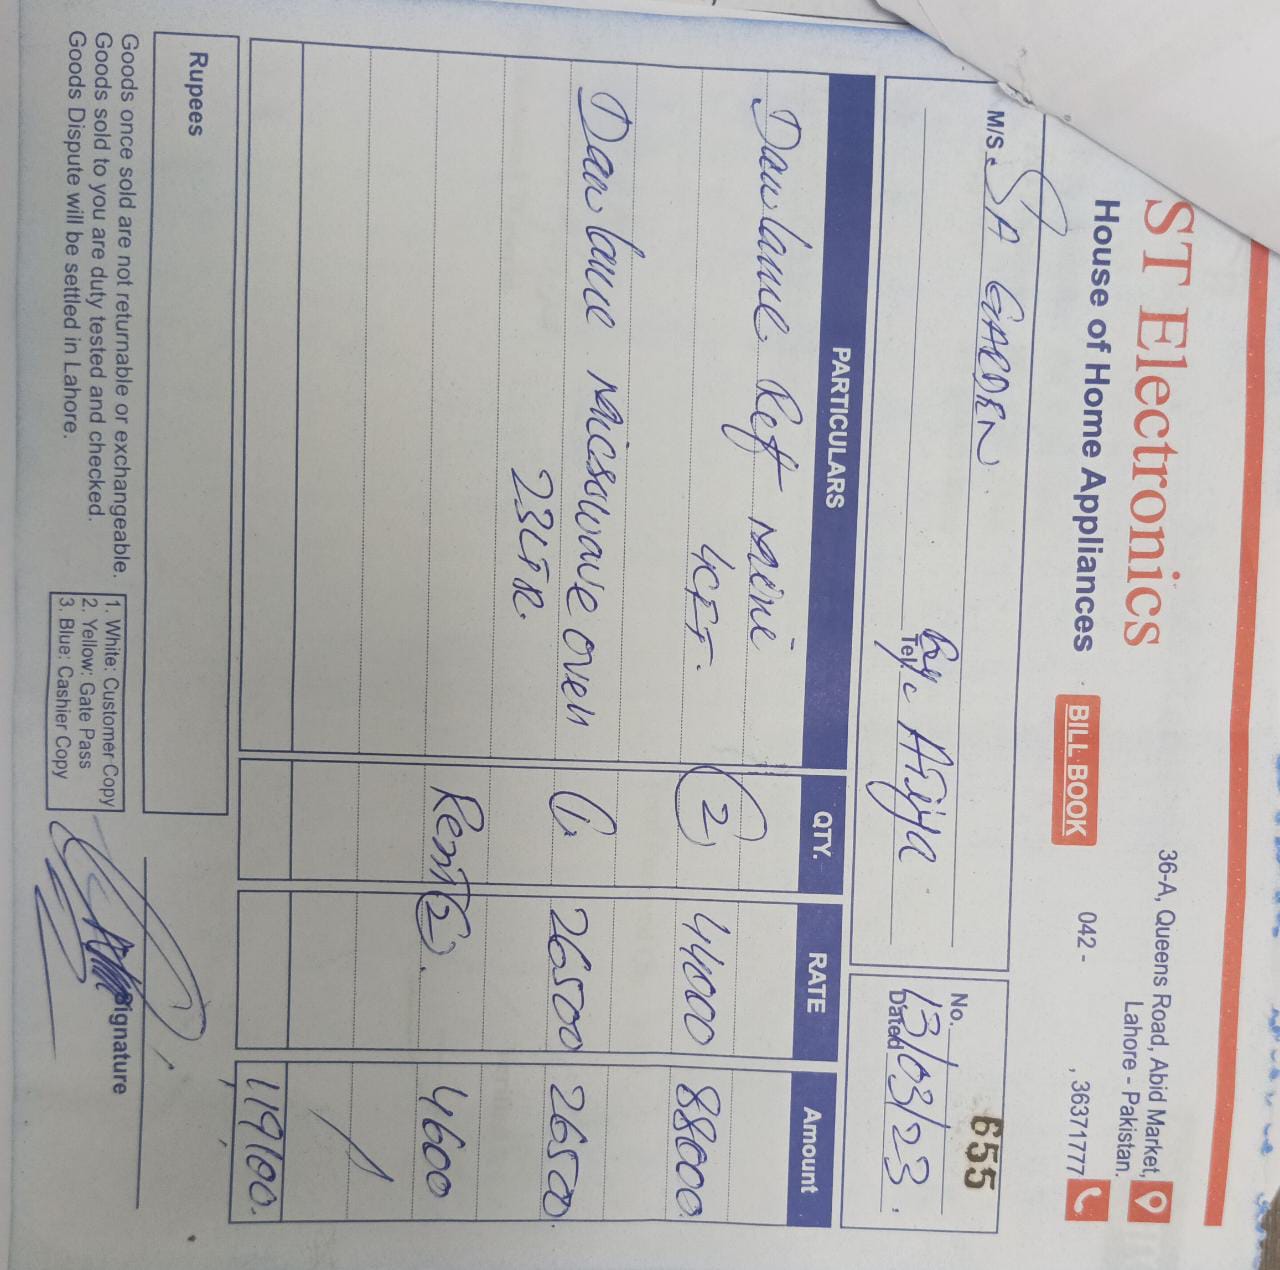 ST Electronics
House of Home Appliances
BILL BOOK
36-A, Queens Road, Abid Market,
Lahore - Pakistan.
042 - , 36371777
M/S. SA GARDEN
Tel.
No. 655
Dated 13/03/23.
PARTICULARS QTY. RATE Amount
Dawlance Ref mini
4CFT. 2 44000 88000.
Dawlance Micsowave oven 1. 26500 26500.
23LTR.
Rent 2. 4600
119100.
Rupees
Goods once sold are not returnable or exchangeable.
Goods sold to you are duty tested and checked.
Goods Dispute will be settled in Lahore.
1. White: Customer Copy
2. Yellow: Gate Pass
3. Blue: Cashier Copy
Signature